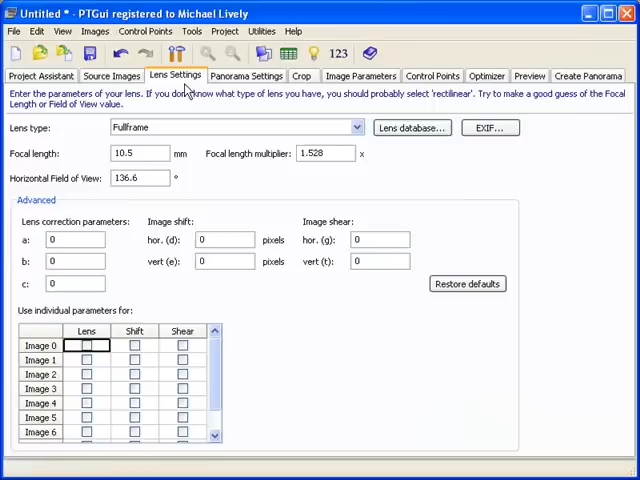 Untitled * - PTGui registered to Michael Lively
File Edit View Images Control Points Tools Project Utilities Help
123
Project Assistant Source Images Lens Settings Panorama Settings Crop Image Parameters Control Points Optimizer Preview Create Panorama
Enter the parameters of your lens. If you don't know what type of lens you have, you should probably select 'rectilinear'. Try to make a good guess of the Focal
Length or Field of View value.
Lens type: Fullframe Lens database... EXIF...
Focal length: 10.5 mm Focal length multiplier: 1.528 x
Horizontal Field of View: 136.6 °
Advanced
Lens correction parameters: Image shift: Image shear:
a: 0 hor. (d): 0 pixels hor. (g): 0
b: 0 vert (e): 0 pixels vert (t): 0
c: 0 Restore defaults
Use individual parameters for:
Lens Shift Shear
Image 0
Image 1
Image 2
Image 3
Image 4
Image 5
Image 6